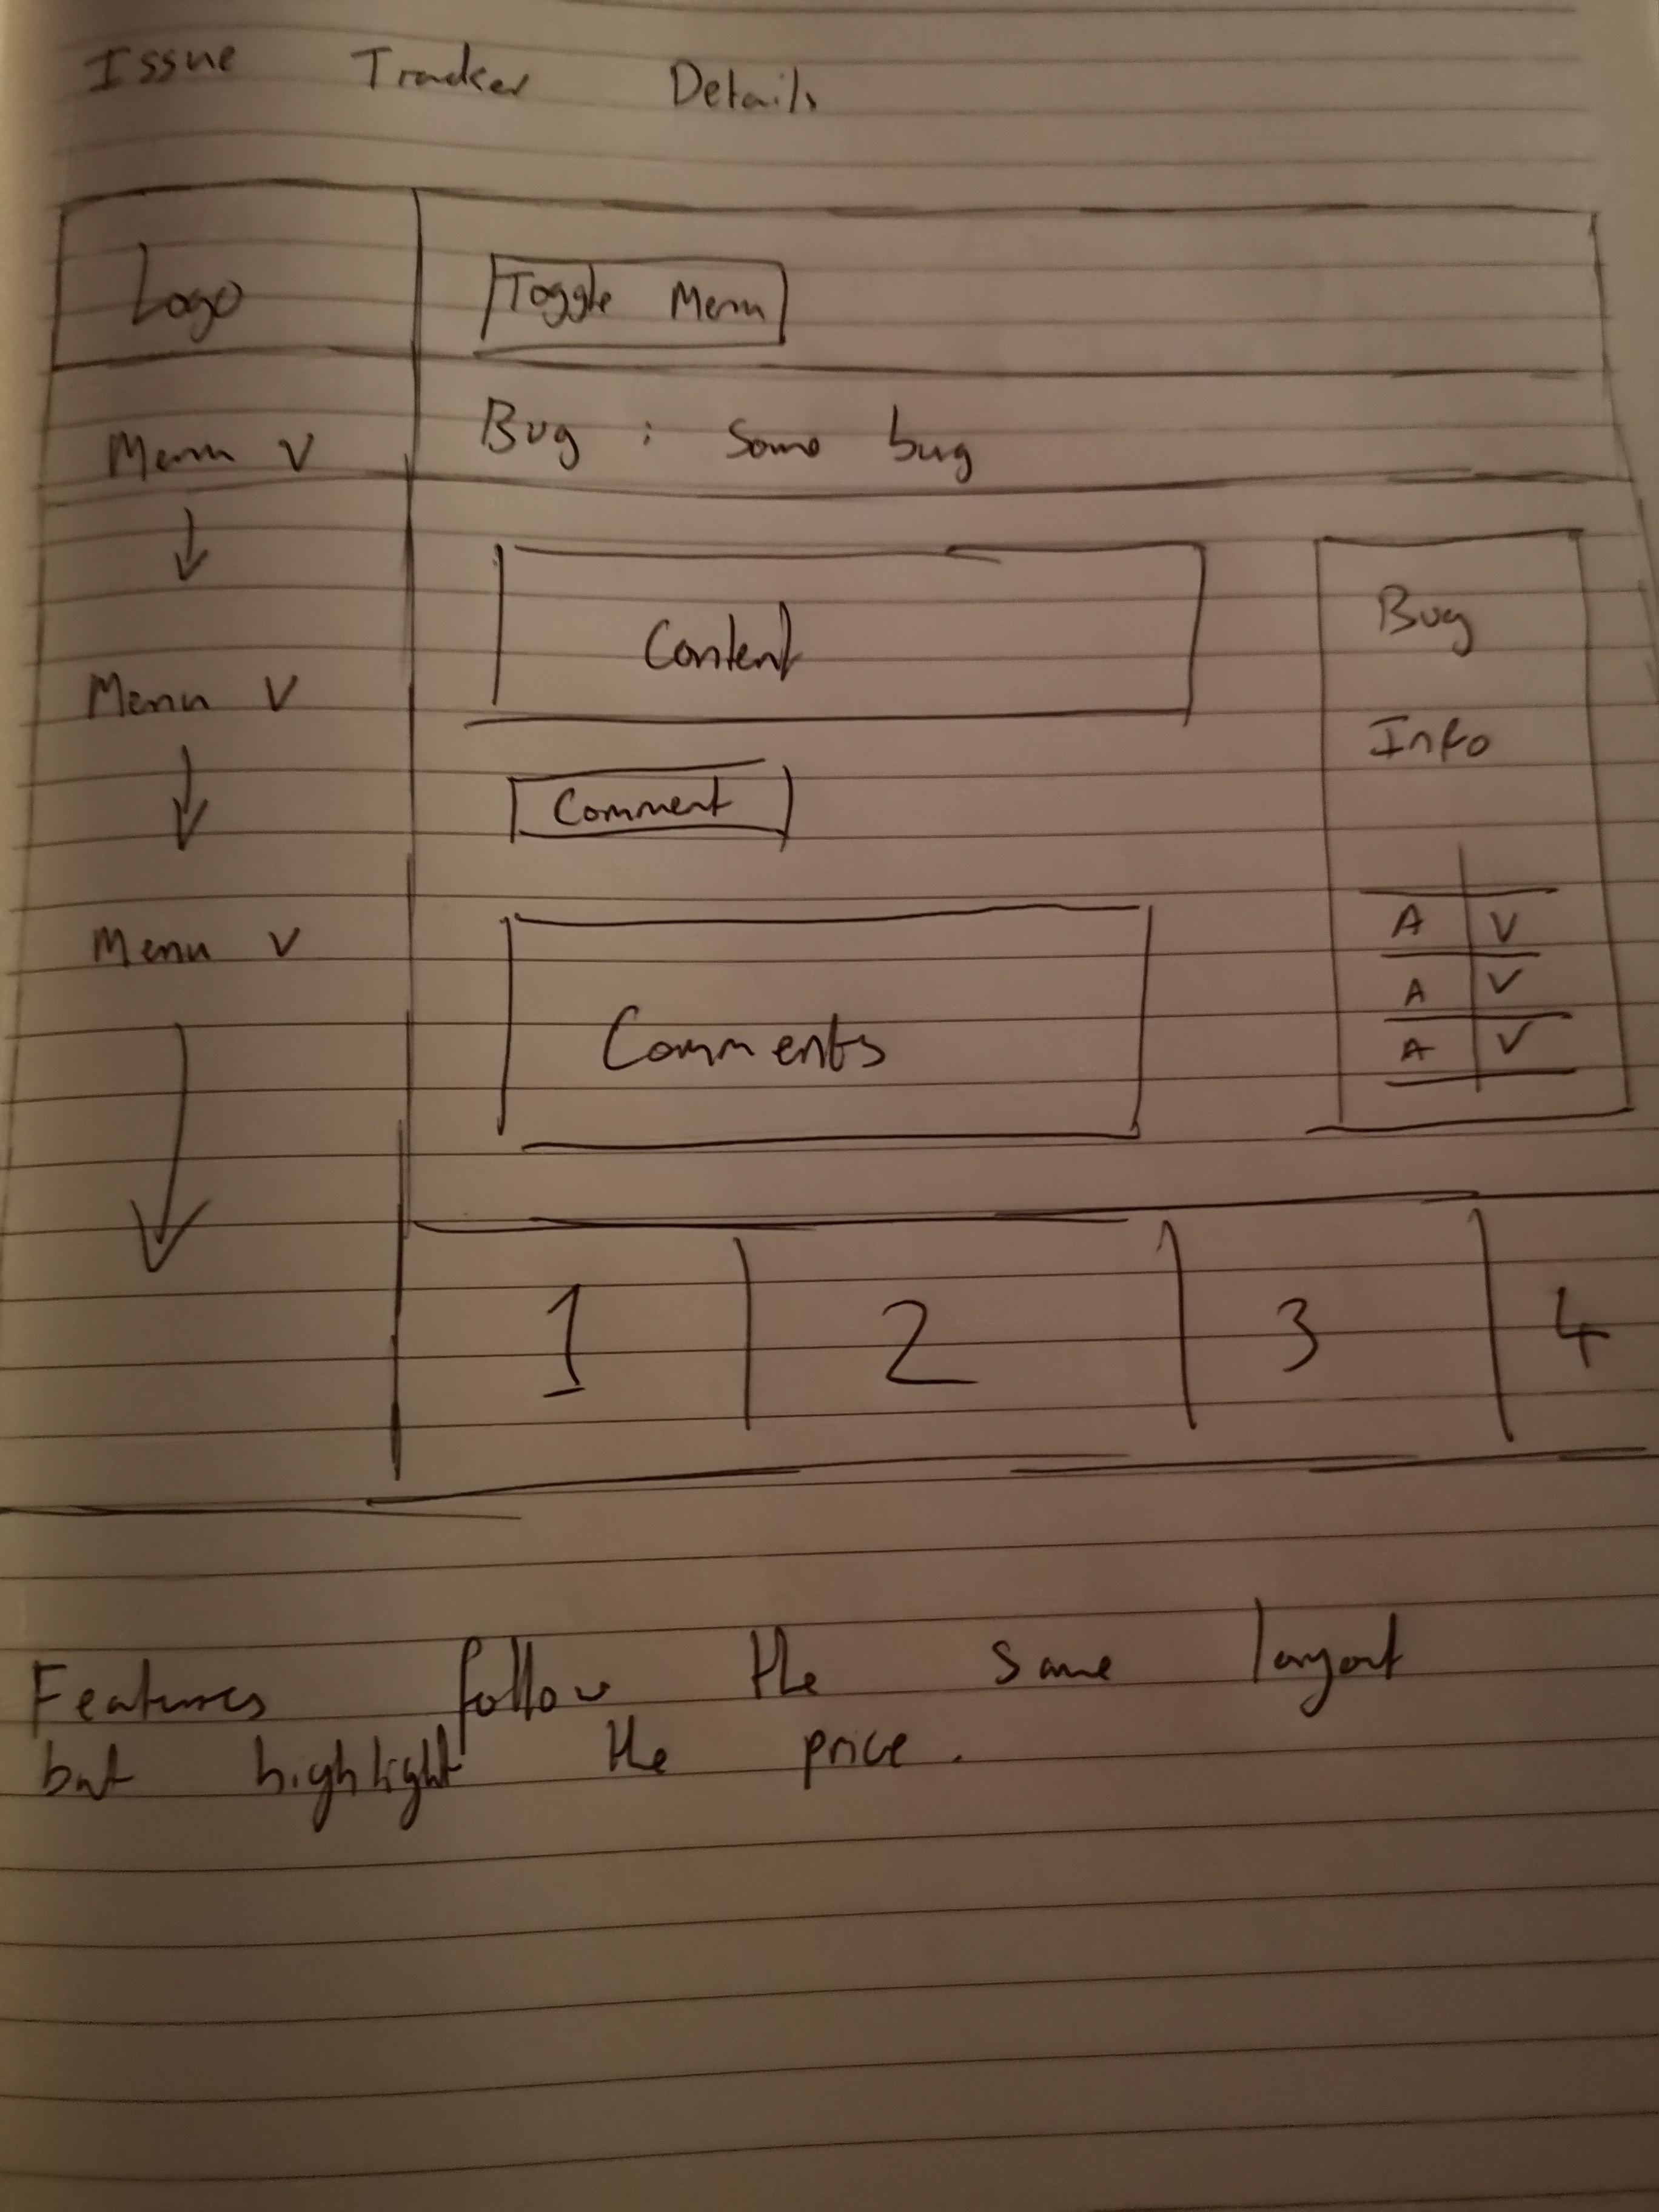 Issue Tracker Details
Logo
Toggle Menu
Menu V
Bug : Some bug
Content
Bug
Info
Menu V
Comment
A V
A V
A V
Menu V
Comments
1 2 3 4
Features follow the same layout
but highlight the price.